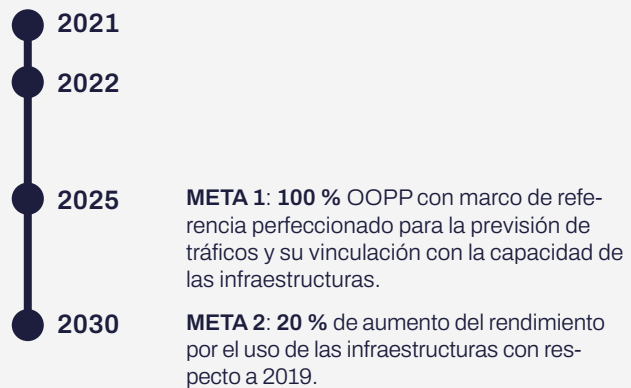 2021
2022
2025
META 1: 100 % OOPP con marco de refe-
rencia perfeccionado para la previsión de
tráficos y su vinculación con la capacidad de
las infraestructuras.
2030
META 2: 20 % de aumento del rendimiento
por el uso de las infraestructuras con res-
pecto a 2019.